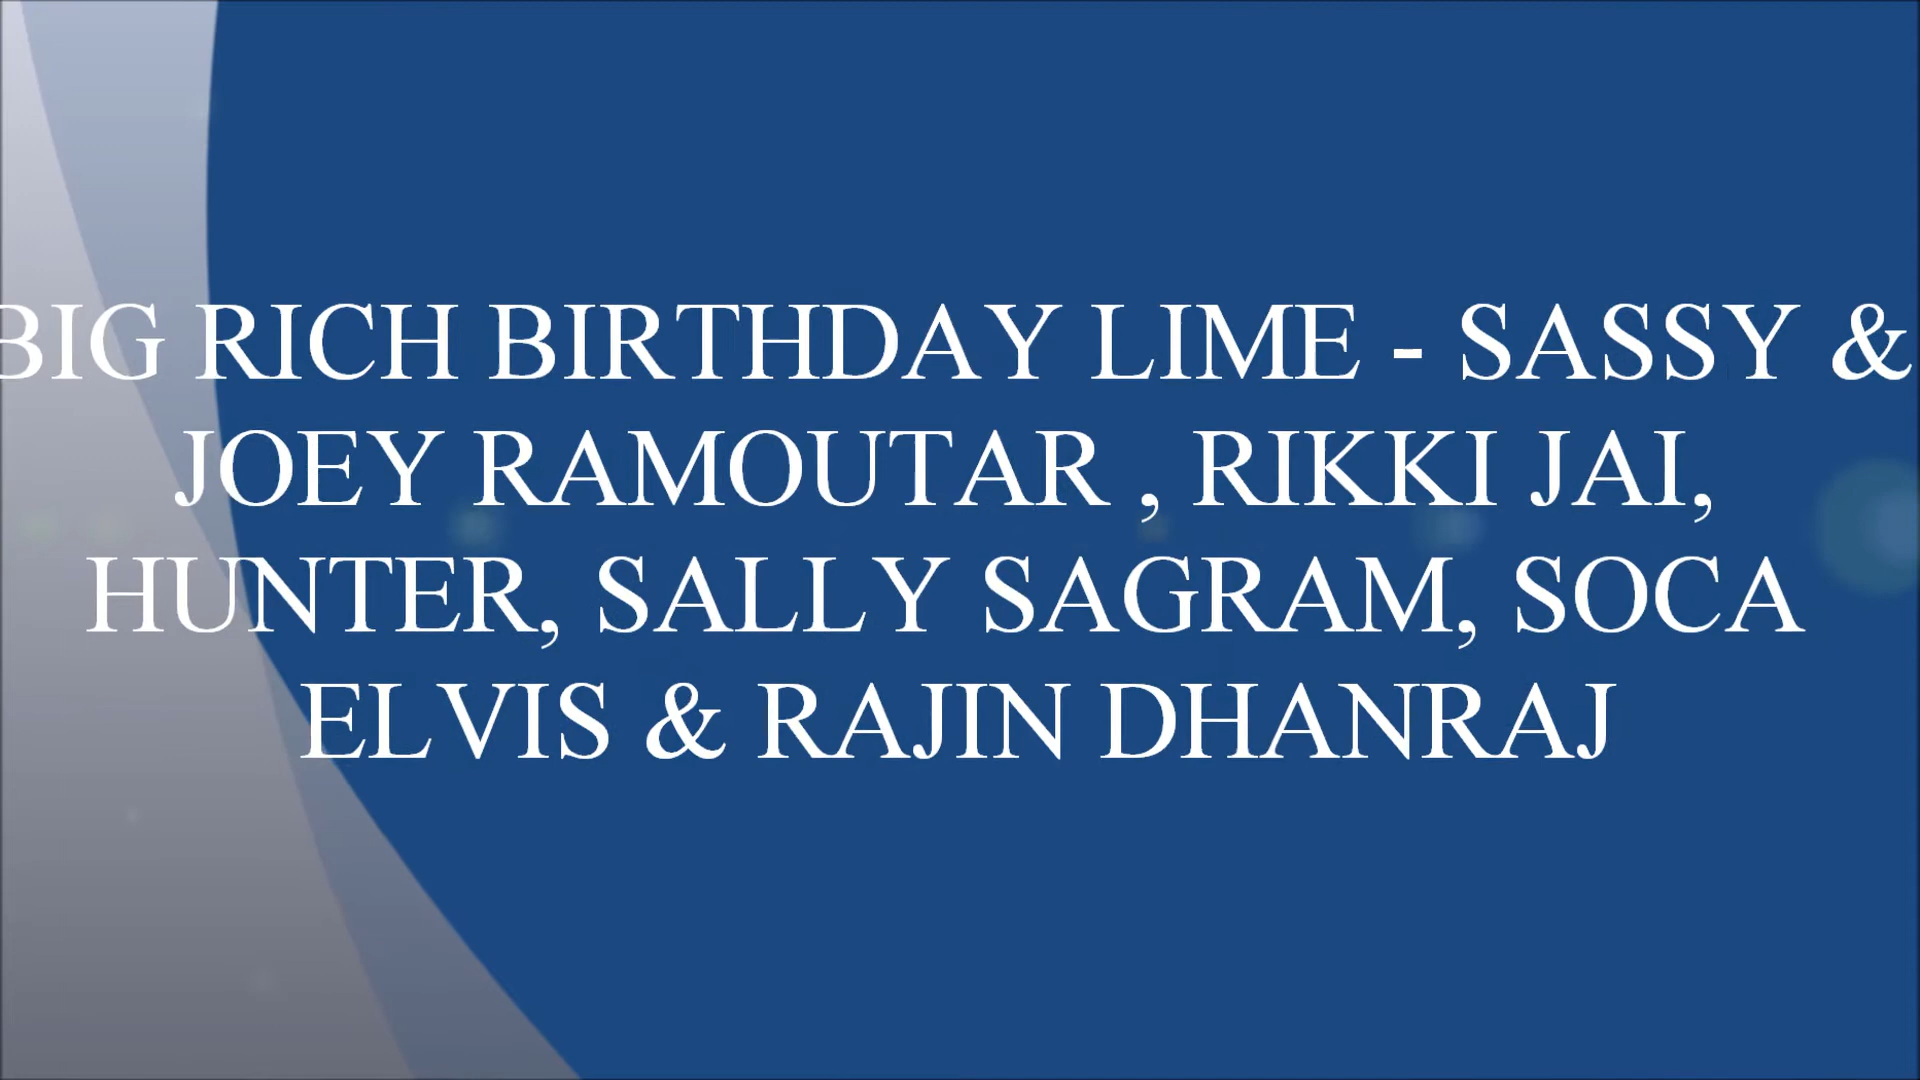 BIG RICH BIRTHDAY LIME - SASSY &
JOEY RAMOUTAR , RIKKI JAI,
HUNTER, SALLY SAGRAM, SOCA
ELVIS & RAJIN DHANRAJ